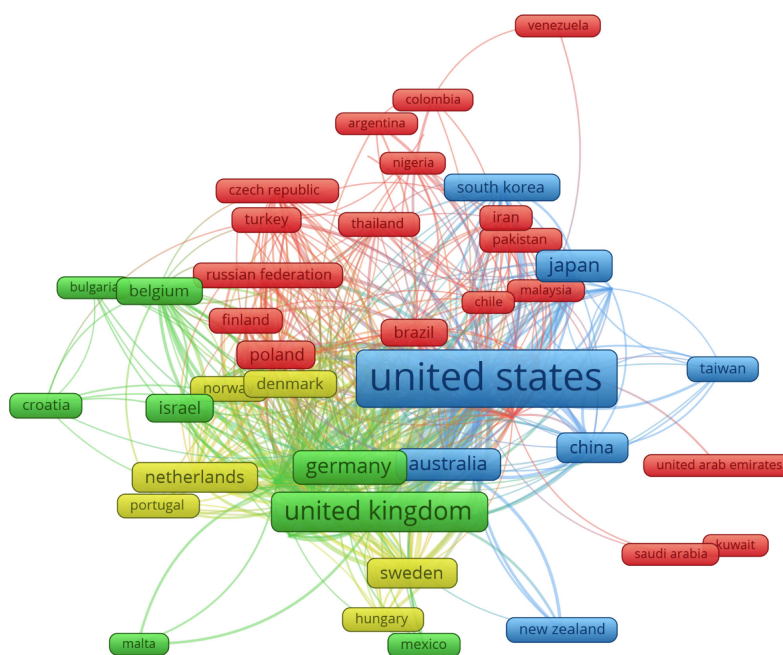 venezuela
colombia
argentina
nigeria
czech republic
south korea
turkey
thailand
iran
pakistan
russian federation
japan
bulgaria
belgium
malaysia
chile
finland
brazil
poland
united states
taiwan
norwa
denmark
croatia
israel
china
germany
australia
united arab emirates
netherlands
portugal
united kingdom
kuwait
saudi arabia
sweden
hungary
new zealand
malta
mexico